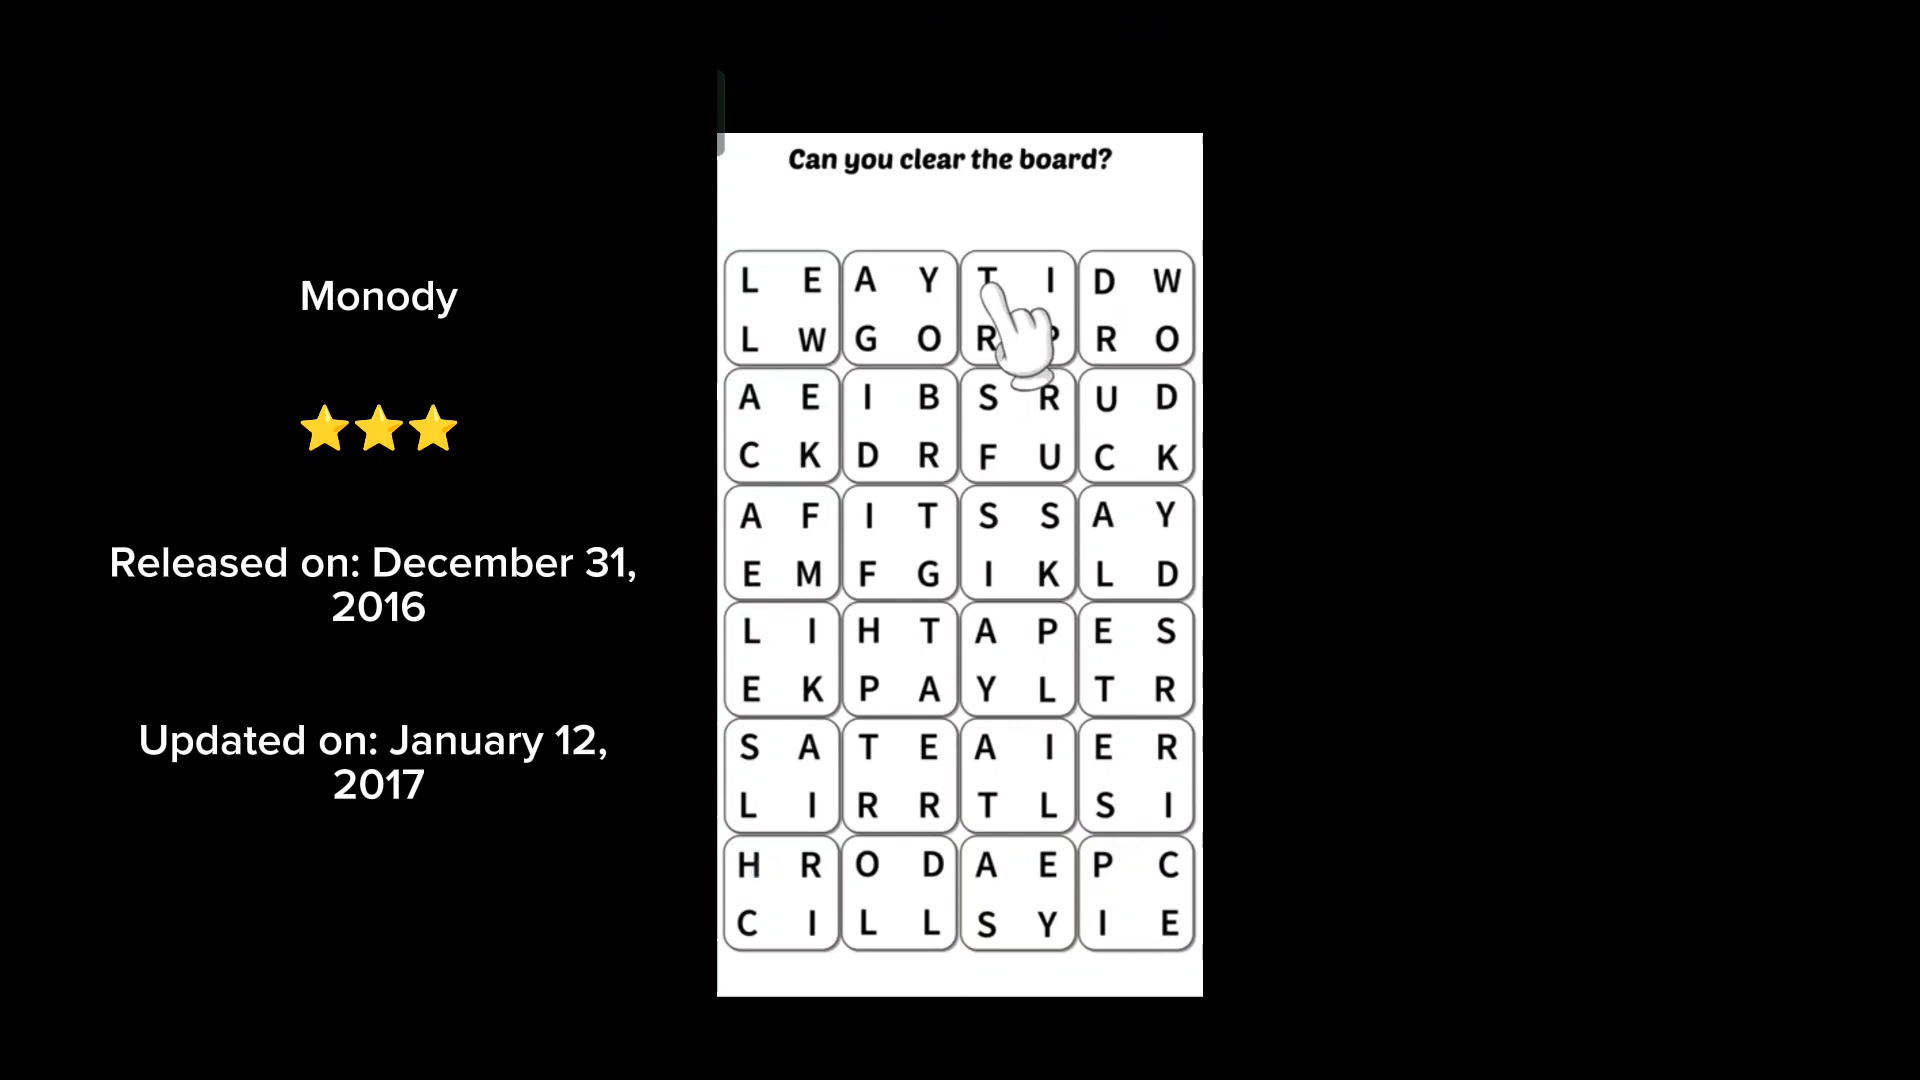 Can you clear the board?
Monody
⭐⭐⭐
Released on: December 31,
2016
Updated on: January 12,
2017
L E A Y T I D W
L W G O R P R O
A E I B S R U D
C K D R F U C K
A F I T S S A Y
E M F G I K L D
L I H T A P E S
E K P A Y L T R
S A T E A I E R
L I R R T L S I
H R O D A E P C
C I L L S Y I E